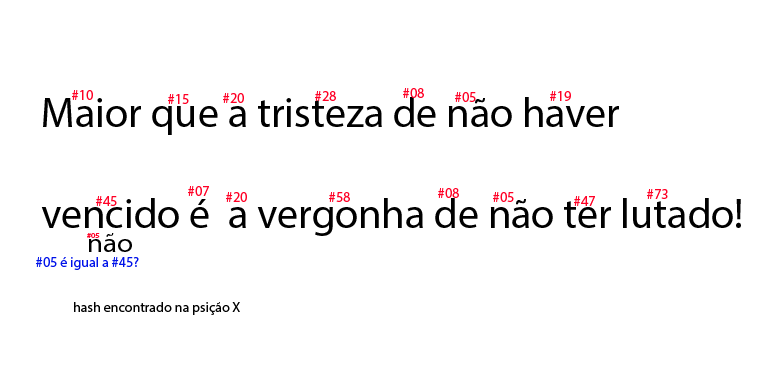 #10 #15 #20 #28 #08 #05 #19
Maior que a tristeza de não haver
#45 #07 #20 #58 #08 #05 #47 #73
vencido é a vergonha de não ter lutado!
#05
não
#05 é igual a #45?
hash encontrado na psição X